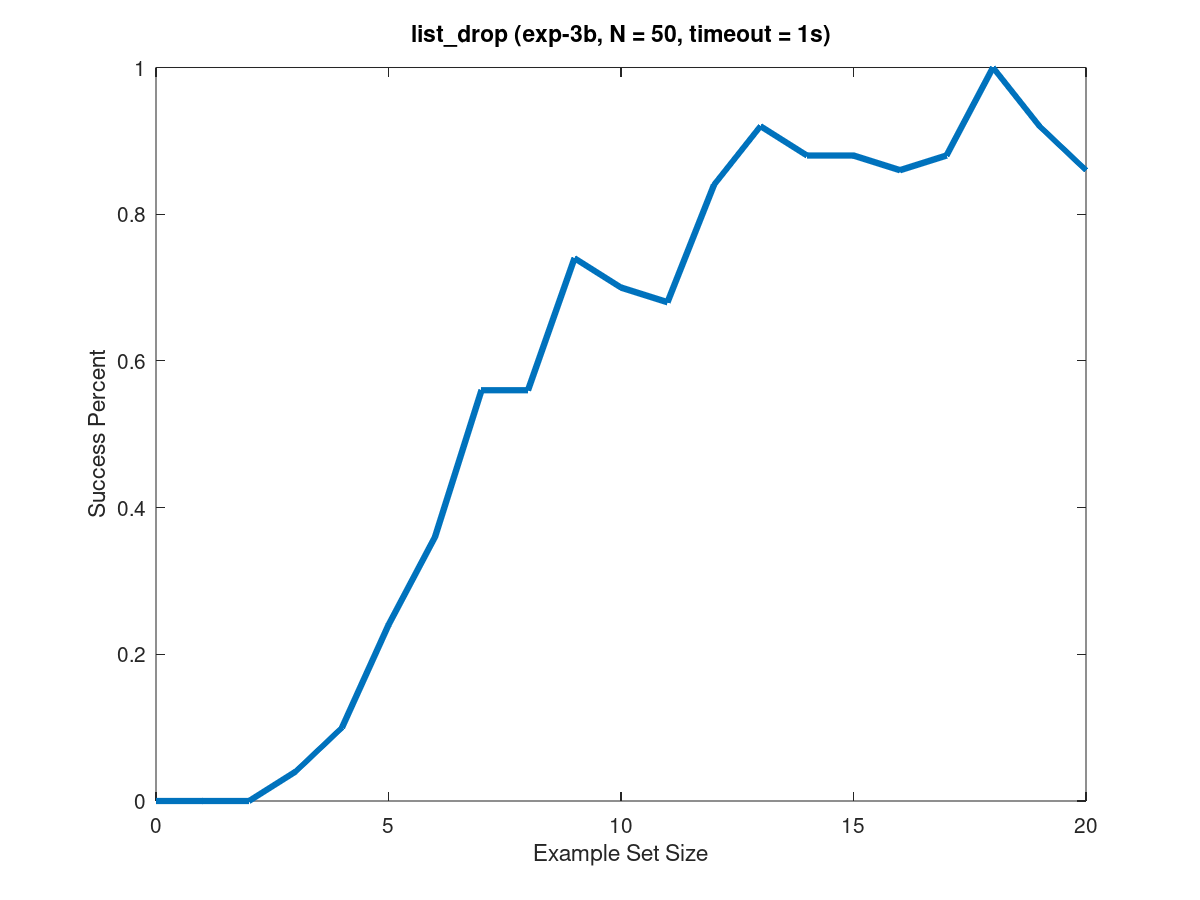 list_drop (exp-3b, N = 50, timeout = 1s)
1
0.8
0.6
0.4
0.2
0
Success Percent
0 5 10 15 20
Example Set Size